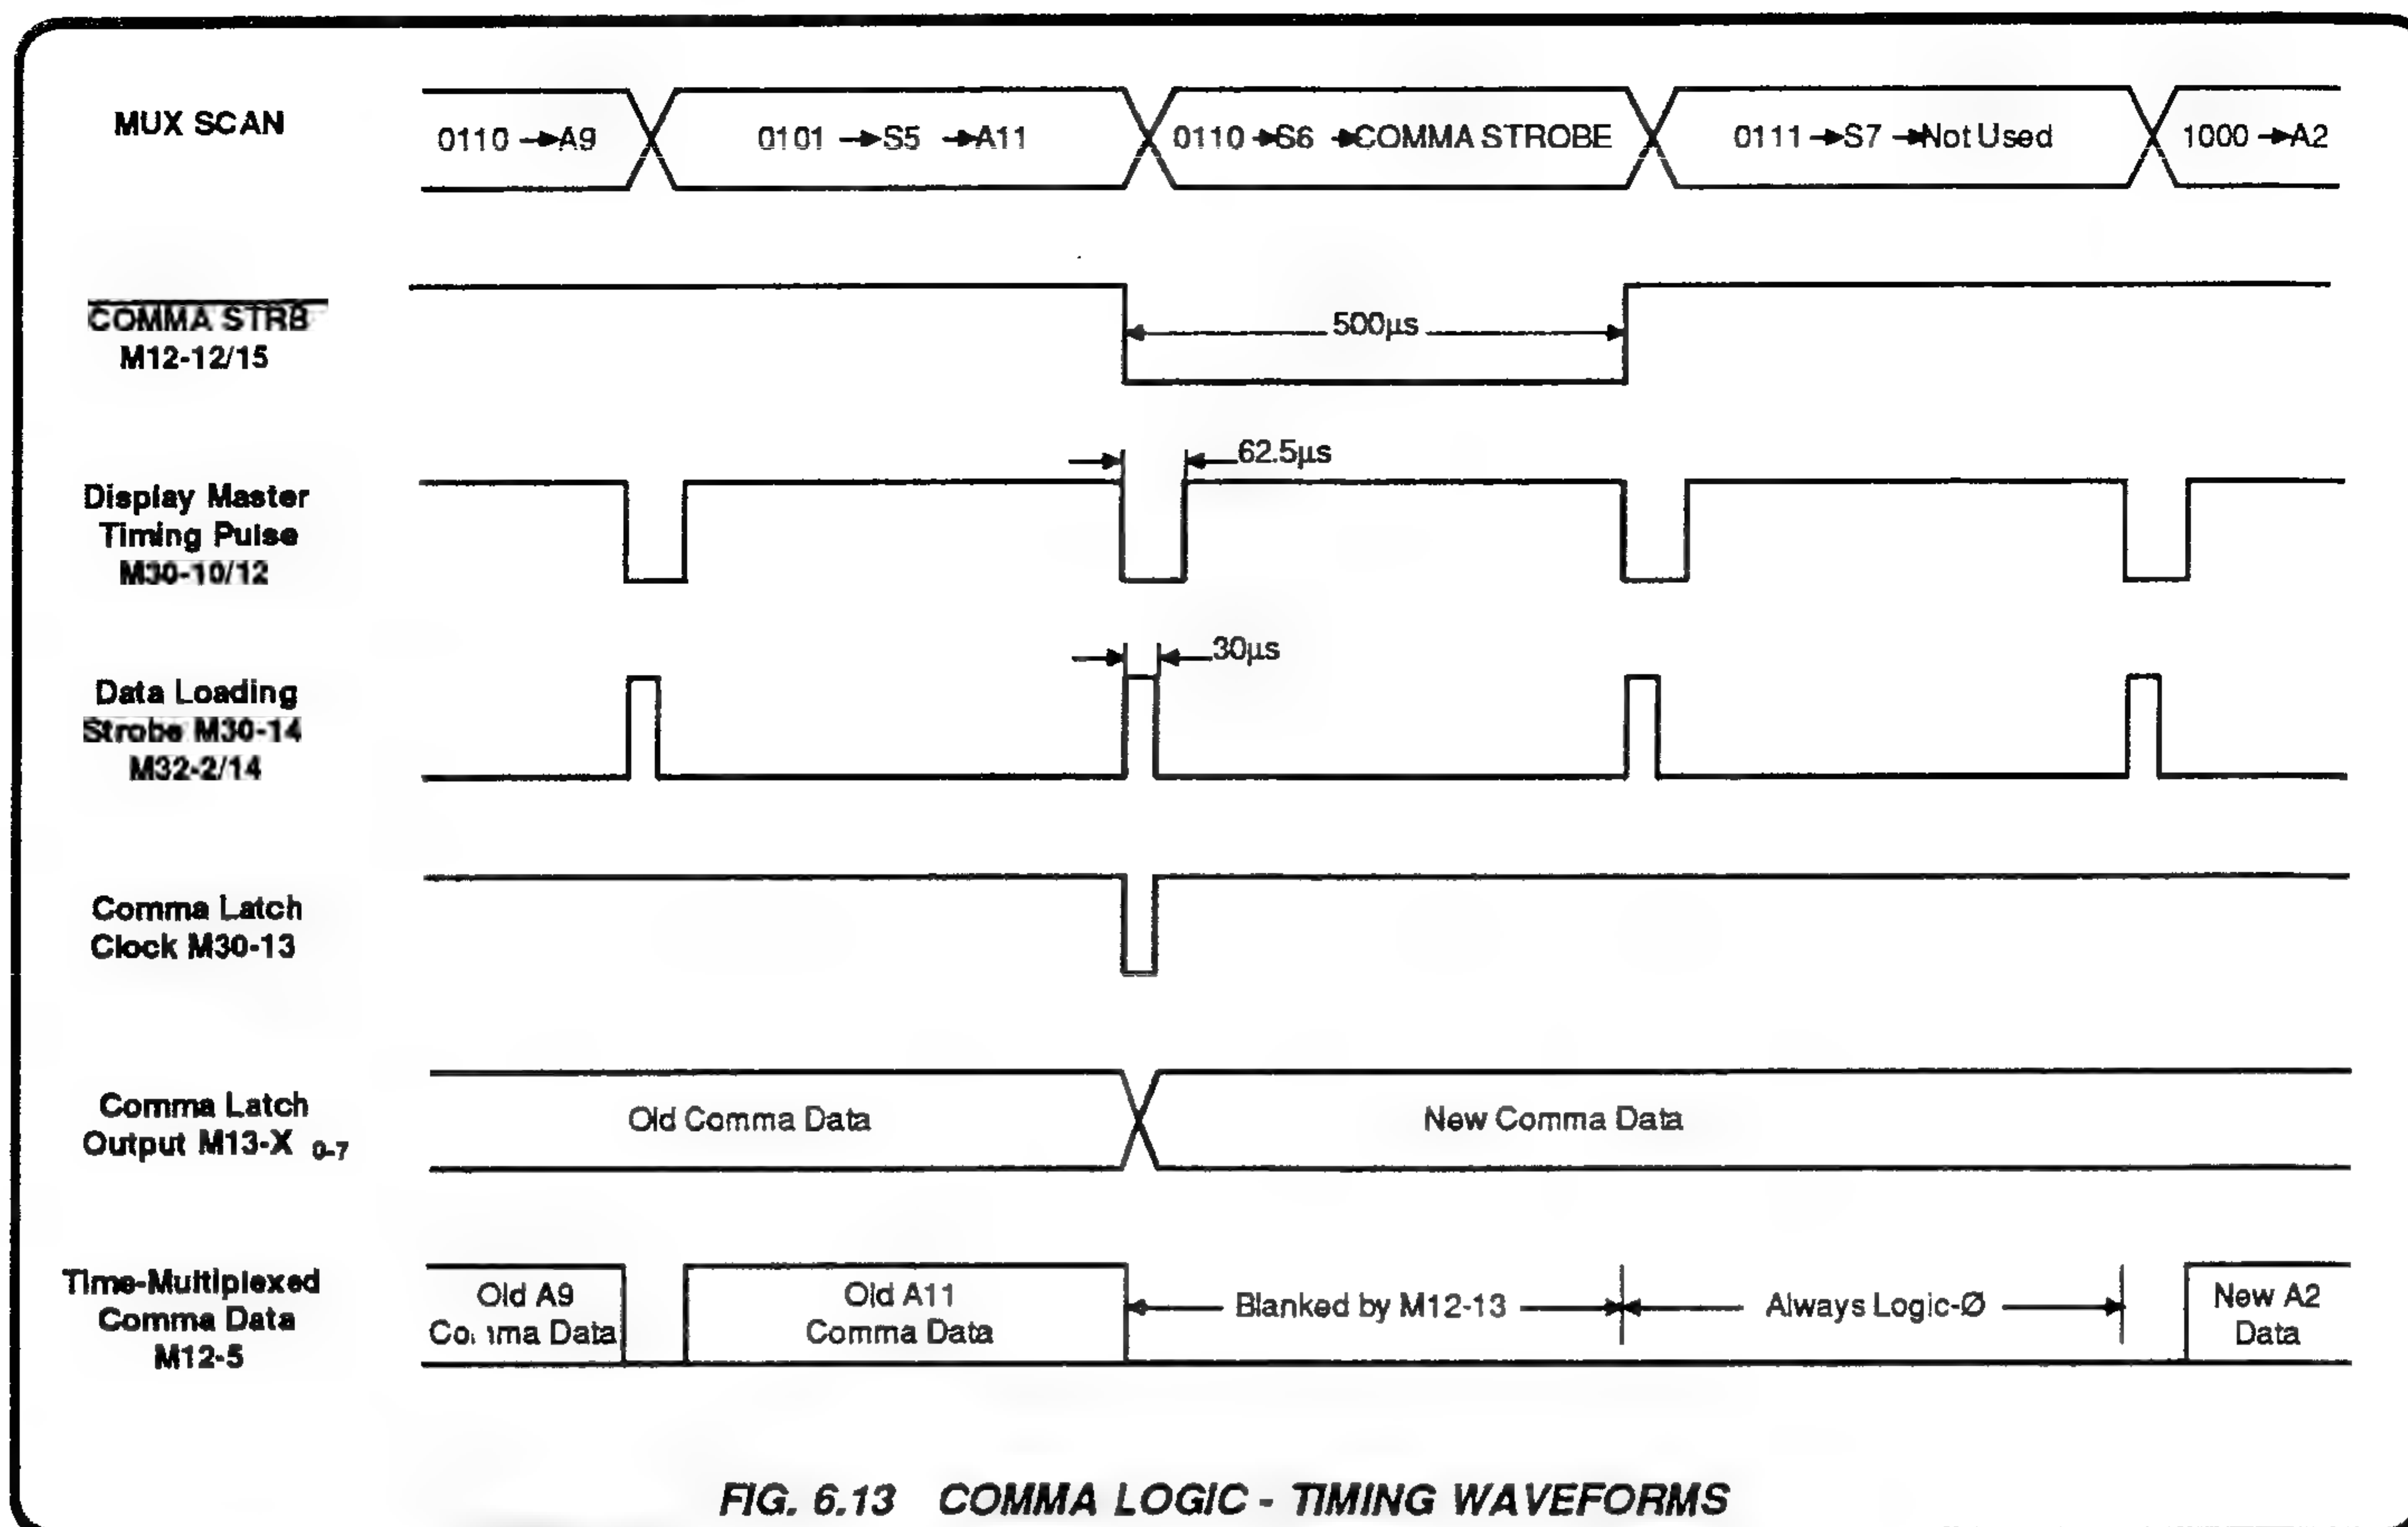 MUX SCAN
0110 →A9
0101 →S5 →A11
0110 →S6 →COMMA STROBE
0111 →S7 →Not Used
1000 →A2
COMMA STRB
M12-12/15
500µs
Display Master
Timing Pulse
M30-10/12
62.5µs
Data Loading
Strobe M30-14
M32-2/14
30µs
Comma Latch
Clock M30-13
Comma Latch
Output M13-X 0-7
Old Comma Data
New Comma Data
Time-Multiplexed
Comma Data
M12-5
Old A9
Comma Data
Old A11
Comma Data
Blanked by M12-13
Always Logic-Ø
New A2
Data
FIG. 6.13 COMMA LOGIC - TIMING WAVEFORMS